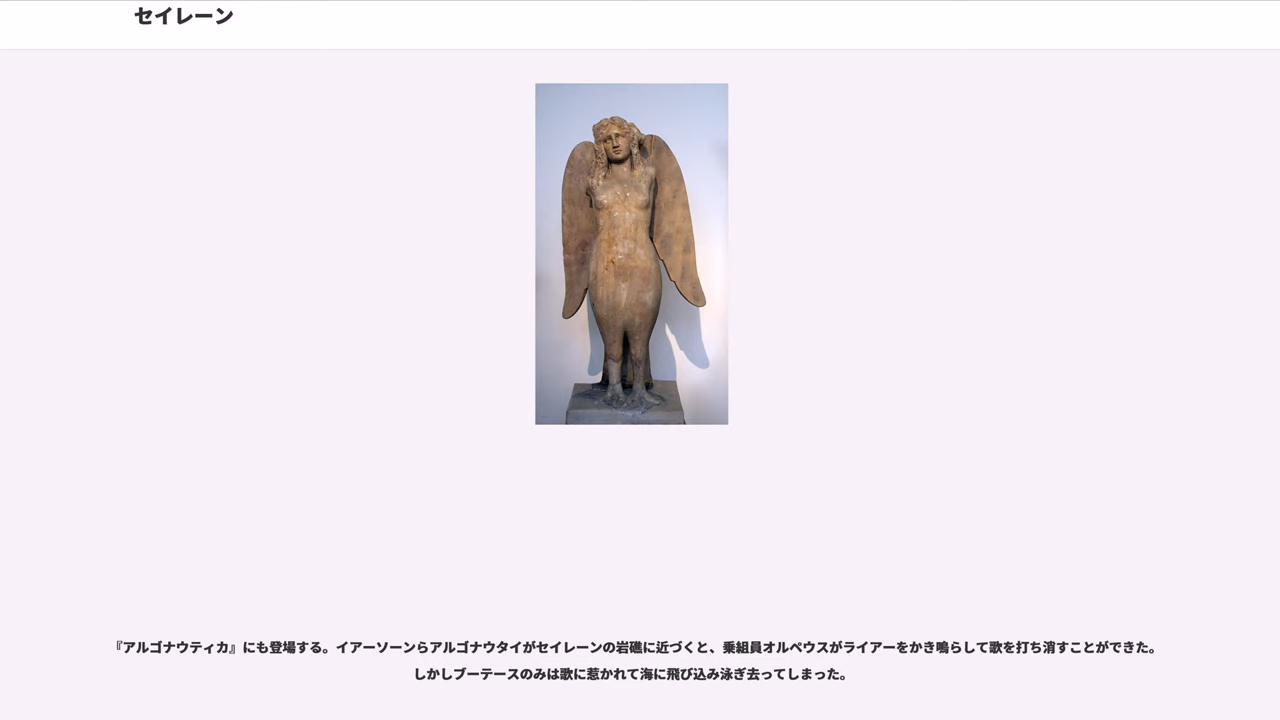 セイレーン
『アルゴナウティカ』にも登場する。イアーソーンらアルゴナウタイがセイレーンの岩礁に近づくと、乗組員オルペウスがライアーをかき鳴らして歌を打ち消すことができた。
しかしブーテースのみは歌に惹かれて海に飛び込み泳ぎ去ってしまった。